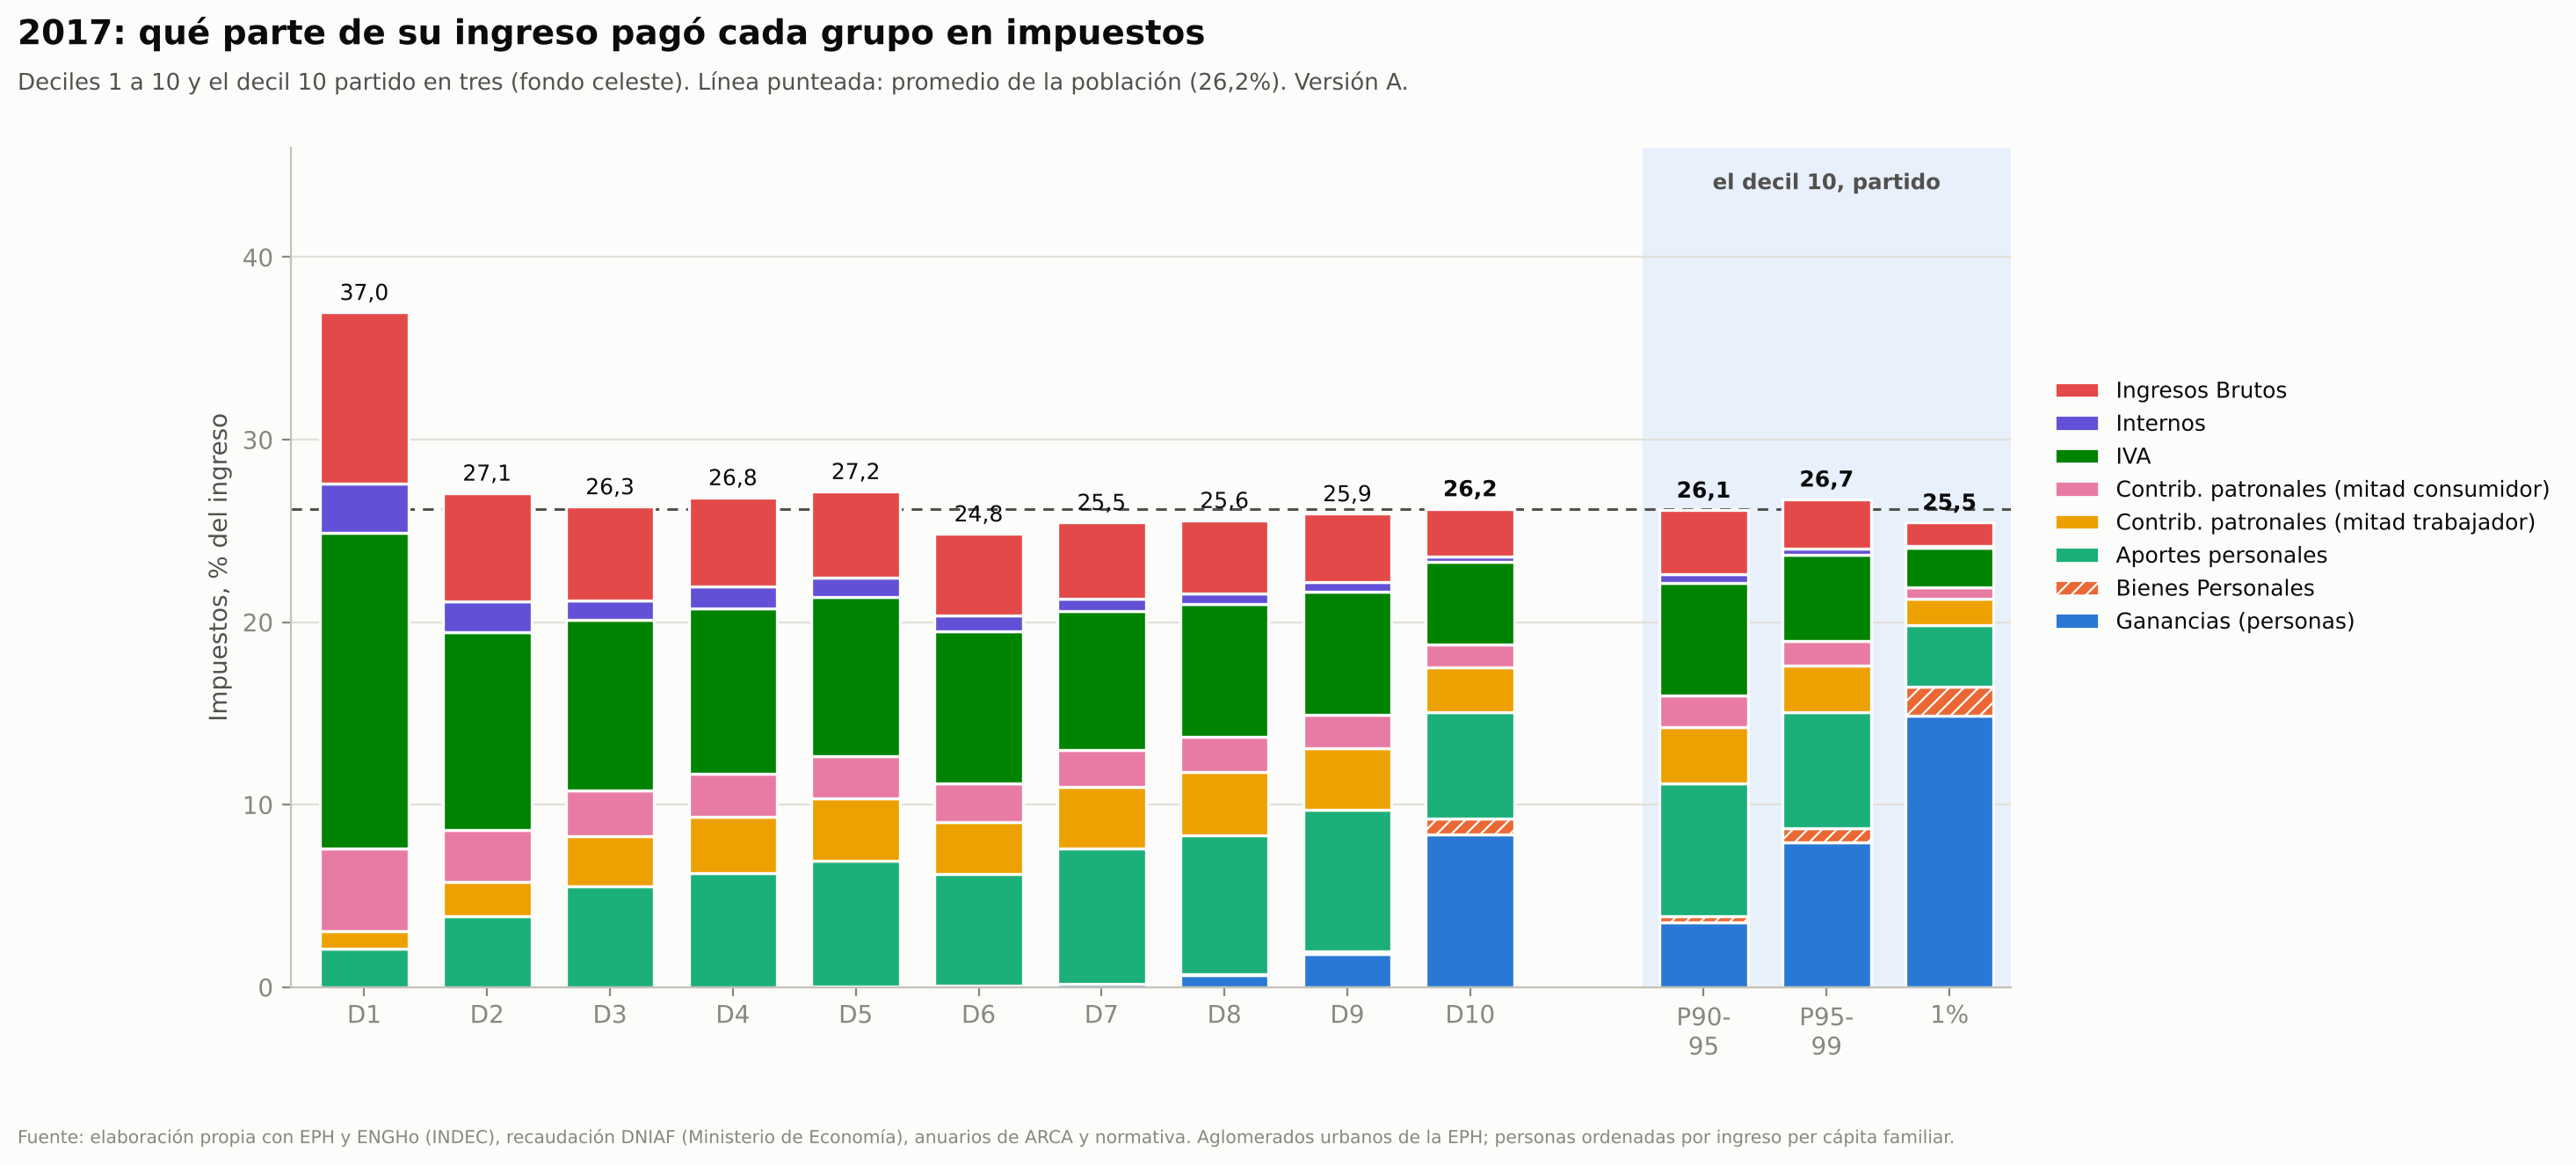 2017: qué parte de su ingreso pagó cada grupo en impuestos
Deciles 1 a 10 y el decil 10 partido en tres (fondo celeste). Línea punteada: promedio de la población (26,2%). Versión A.
el decil 10, partido
Impuestos, % del ingreso
40
30
20
10
0
37,0
27,1
26,3
26,8
27,2
24,8
25,5
25,6
25,9
26,2
26,1
26,7
25,5
D1
D2
D3
D4
D5
D6
D7
D8
D9
D10
P90-
95
P95-
99
1%
Ingresos Brutos
Internos
IVA
Contrib. patronales (mitad consumidor)
Contrib. patronales (mitad trabajador)
Aportes personales
Bienes Personales
Ganancias (personas)
Fuente: elaboración propia con EPH y ENGHo (INDEC), recaudación DNIAF (Ministerio de Economía), anuarios de ARCA y normativa. Aglomerados urbanos de la EPH; personas ordenadas por ingreso per cápita familiar.